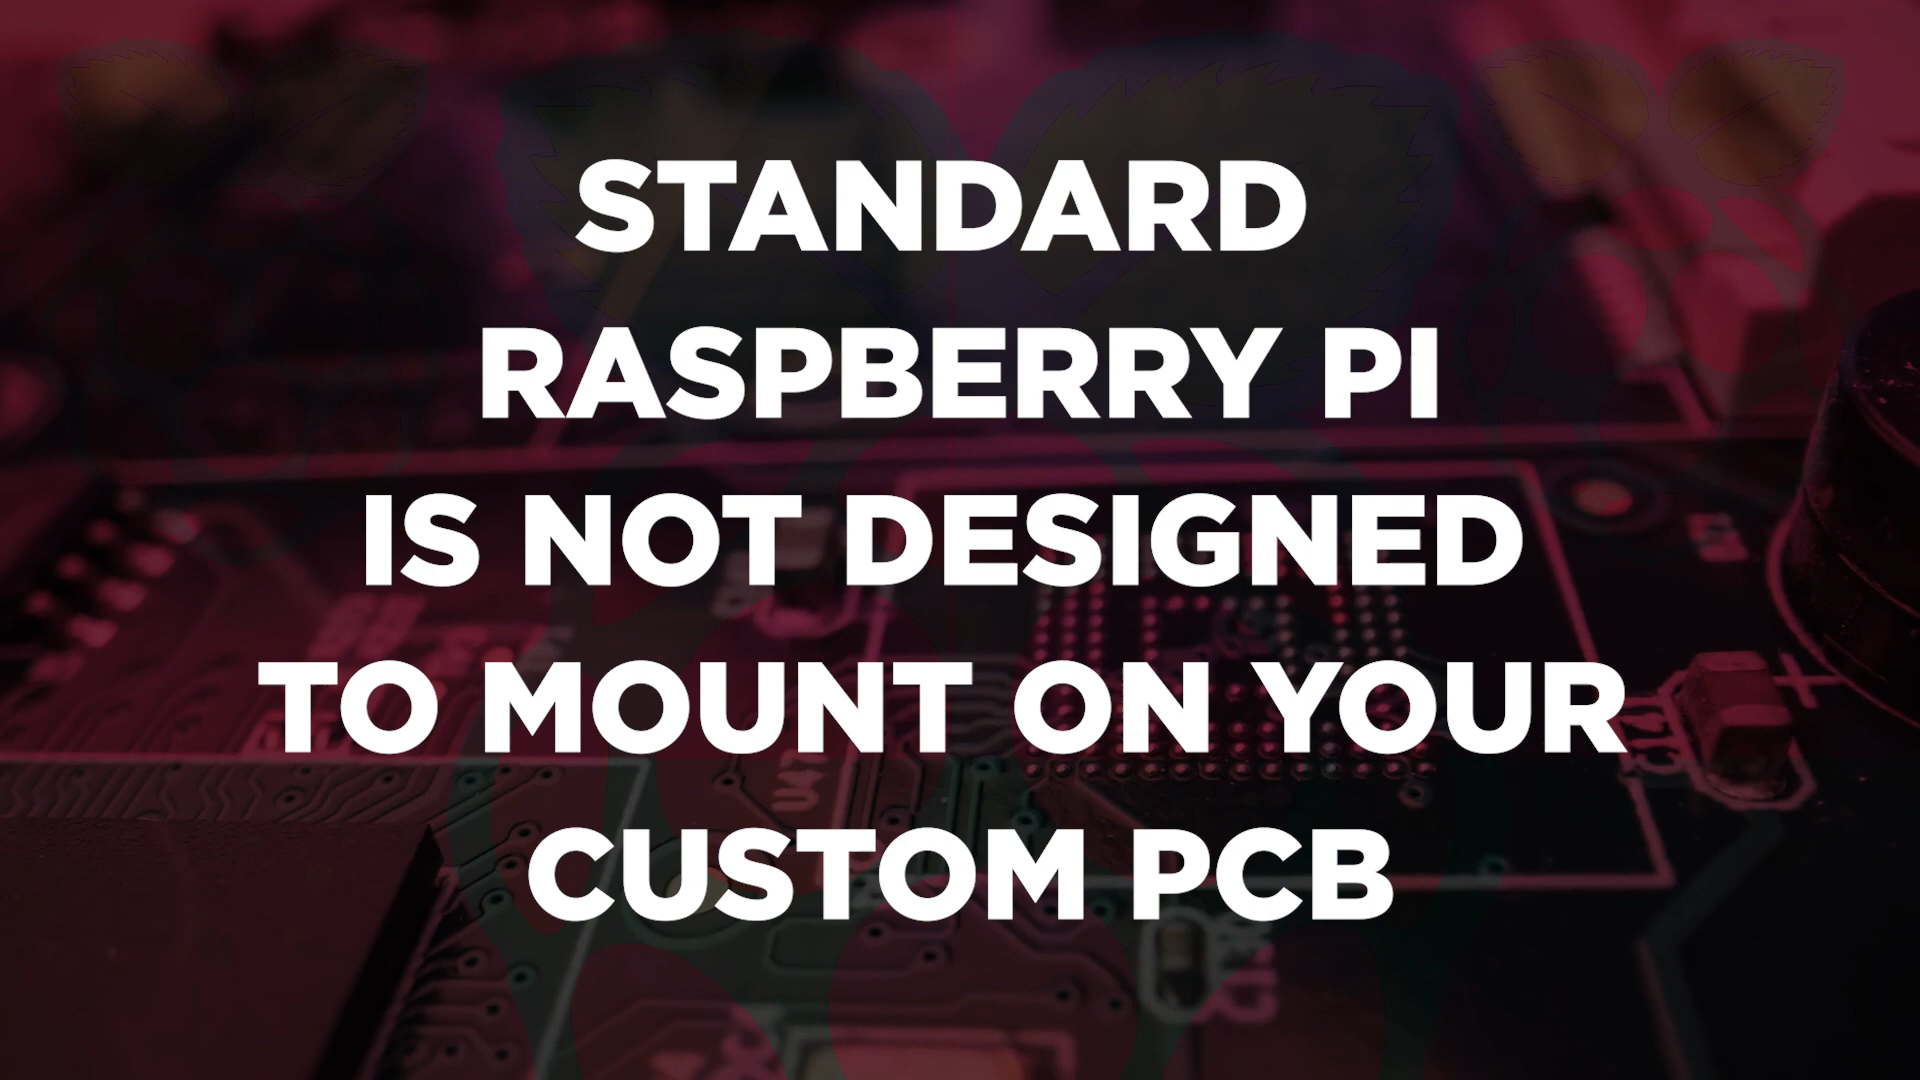 STANDARD
RASPBERRY PI
IS NOT DESIGNED
TO MOUNT ON YOUR
CUSTOM PCB